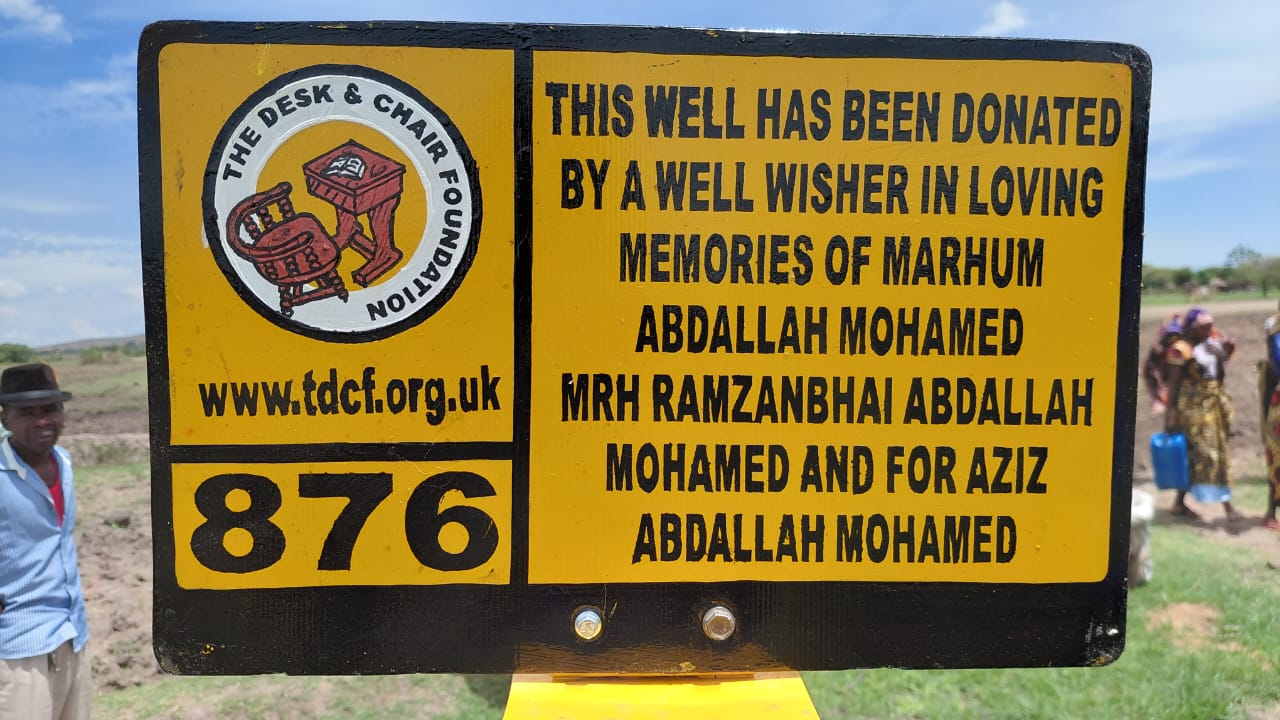 THE DESK & CHAIR FOUNDATION
www.tdcf.org.uk
876
THIS WELL HAS BEEN DONATED
BY A WELL WISHER IN LOVING
MEMORIES OF MARHUM
ABDALLAH MOHAMED
MRH RAMZANBHAI ABDALLAH
MOHAMED AND FOR AZIZ
ABDALLAH MOHAMED